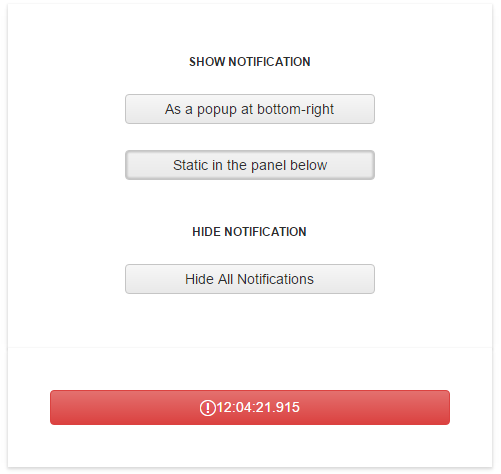 SHOW NOTIFICATION
As a popup at bottom-right
Static in the panel below
HIDE NOTIFICATION
Hide All Notifications
12:04:21.915